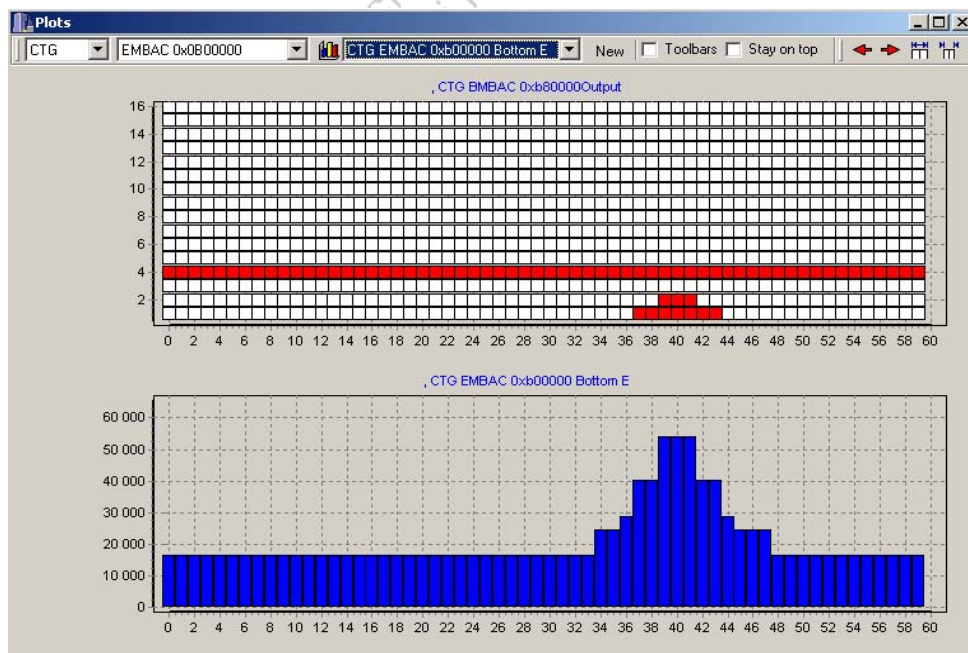 Plots
CTG EMBAC 0x0B00000 CTG EMBAC 0xb00000 Bottom E New Toolbars Stay on top
, CTG BMBAC 0xb80000Output
16
14
12
10
8
6
4
2
0 2 4 6 8 10 12 14 16 18 20 22 24 26 28 30 32 34 36 38 40 42 44 46 48 50 52 54 56 58 60
, CTG EMBAC 0xb00000 Bottom E
60 000
50 000
40 000
30 000
20 000
10 000
0
0 2 4 6 8 10 12 14 16 18 20 22 24 26 28 30 32 34 36 38 40 42 44 46 48 50 52 54 56 58 60